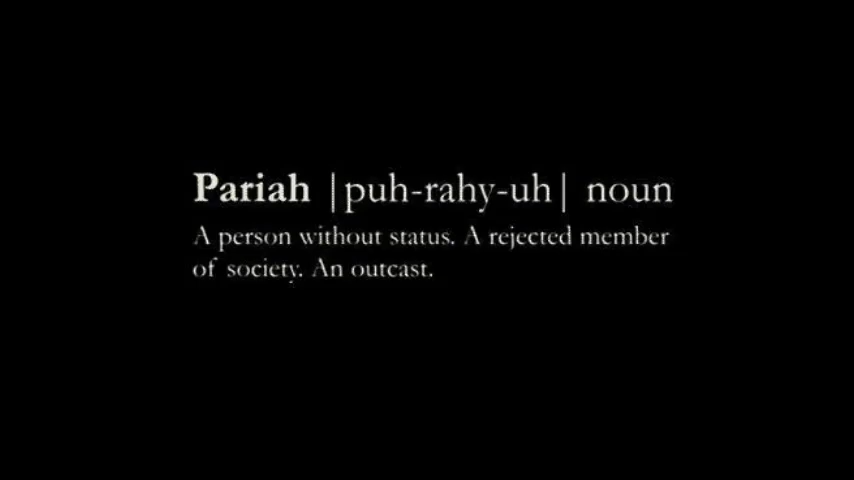 Pariah |puh-rahy-uh| noun
A person without status. A rejected member
of society. An outcast.